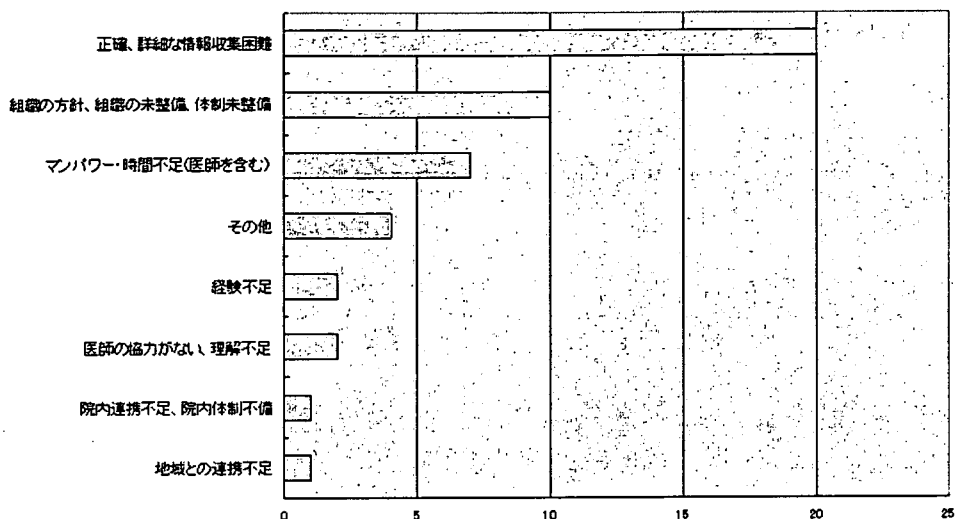 正確、詳細な情報収集困難
組織の方針、組織の未整備、体制未整備
マンパワー・時間不足(医師を含む)
その他
経験不足
医師の協力がない、理解不足
院内連携不足、院内体制不備
地域との連携不足
0 5 10 15 20 25